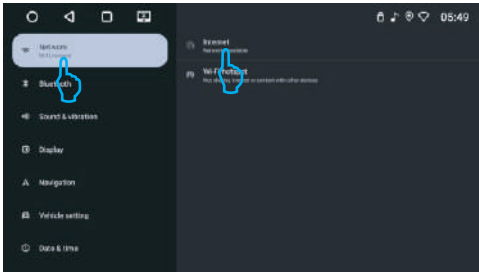 05:49
Network
Internet
Bluetooth
Wi-Fi hotspot
Sound & vibration
Display
Navigation
Vehicle setting
Date & time